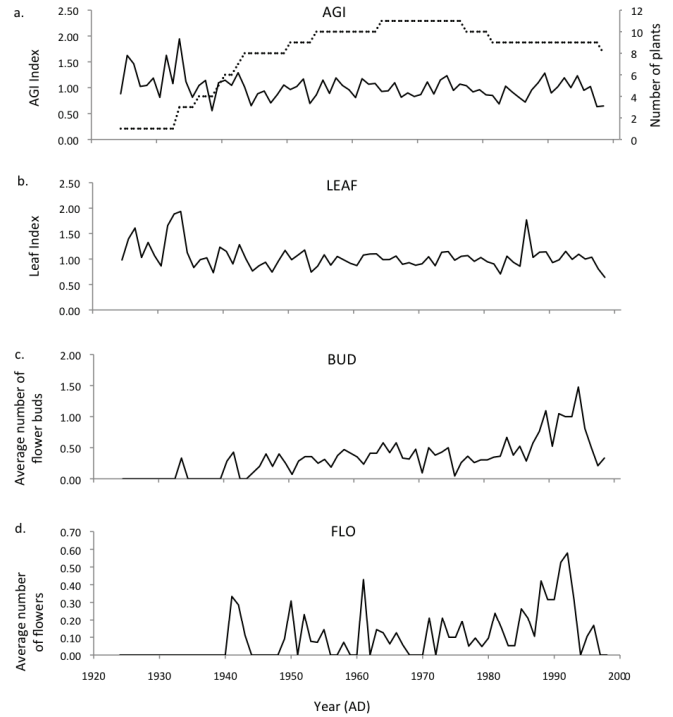 a.
AGI
2.50
2.00
1.50
1.00
0.50
0.00
AGI Index
12
10
8
6
4
2
0
Number of plants
b.
LEAF
2.50
2.00
1.50
1.00
0.50
0.00
Leaf Index
c.
BUD
2.00
1.50
1.00
0.50
0.00
Average number of
flower buds
d.
FLO
0.70
0.60
0.50
0.40
0.30
0.20
0.10
0.00
Average number
of flowers
1920 1930 1940 1950 1960 1970 1980 1990 2000
Year (AD)